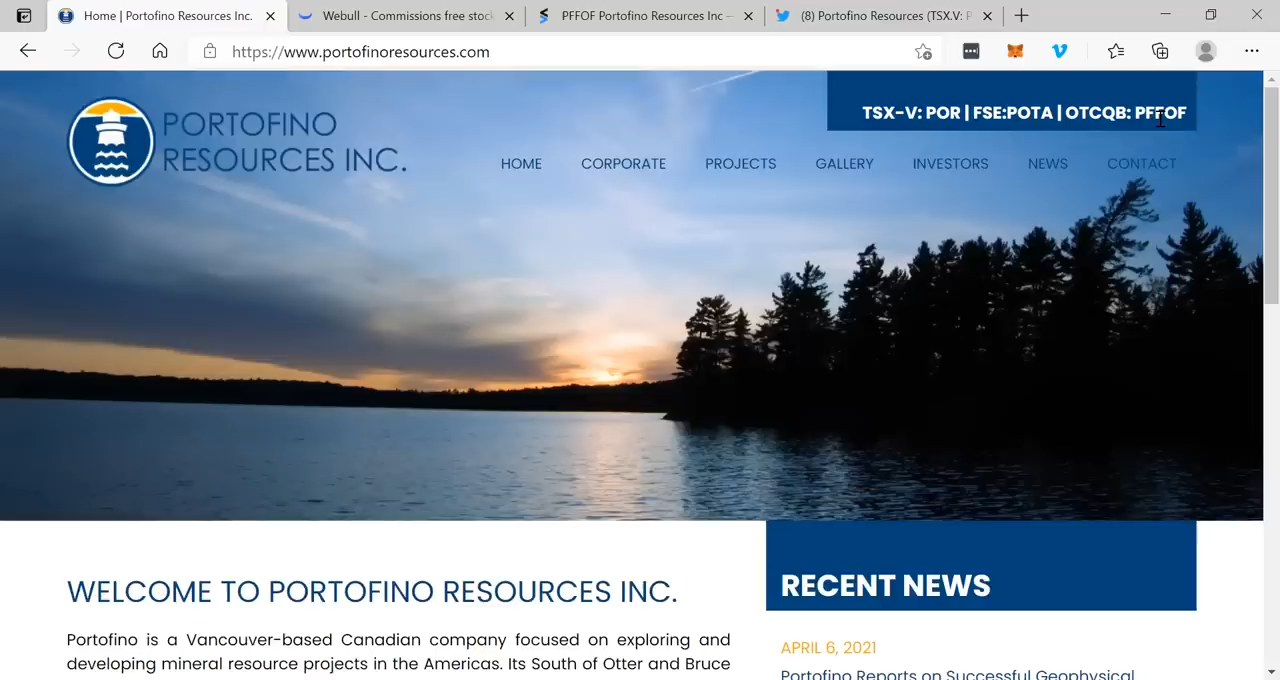 Home | Portofino Resources Inc.
Webull - Commissions free stoc
PFFOF Portofino Resources Inc —
(8) Portofino Resources (TSX.V: P
https://www.portofinoresources.com
TSX-V: POR | FSE:POTA | OTCQB: PFFOF
PORTOFINO
RESOURCES INC.
HOME CORPORATE PROJECTS GALLERY INVESTORS NEWS CONTACT
WELCOME TO PORTOFINO RESOURCES INC.
Portofino is a Vancouver-based Canadian company focused on exploring and
developing mineral resource projects in the Americas. Its South of Otter and Bruce
RECENT NEWS
APRIL 6, 2021
Portofino Reports on Successful Geophysical